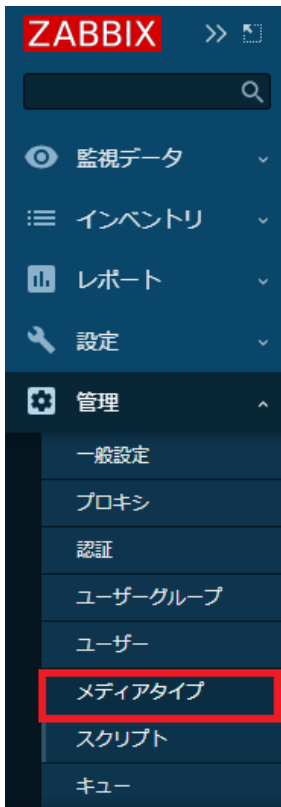 ZABBIX
監視データ
インベントリ
レポート
設定
管理
一般設定
プロキシ
認証
ユーザーグループ
ユーザー
メディアタイプ
スクリプト
キュー